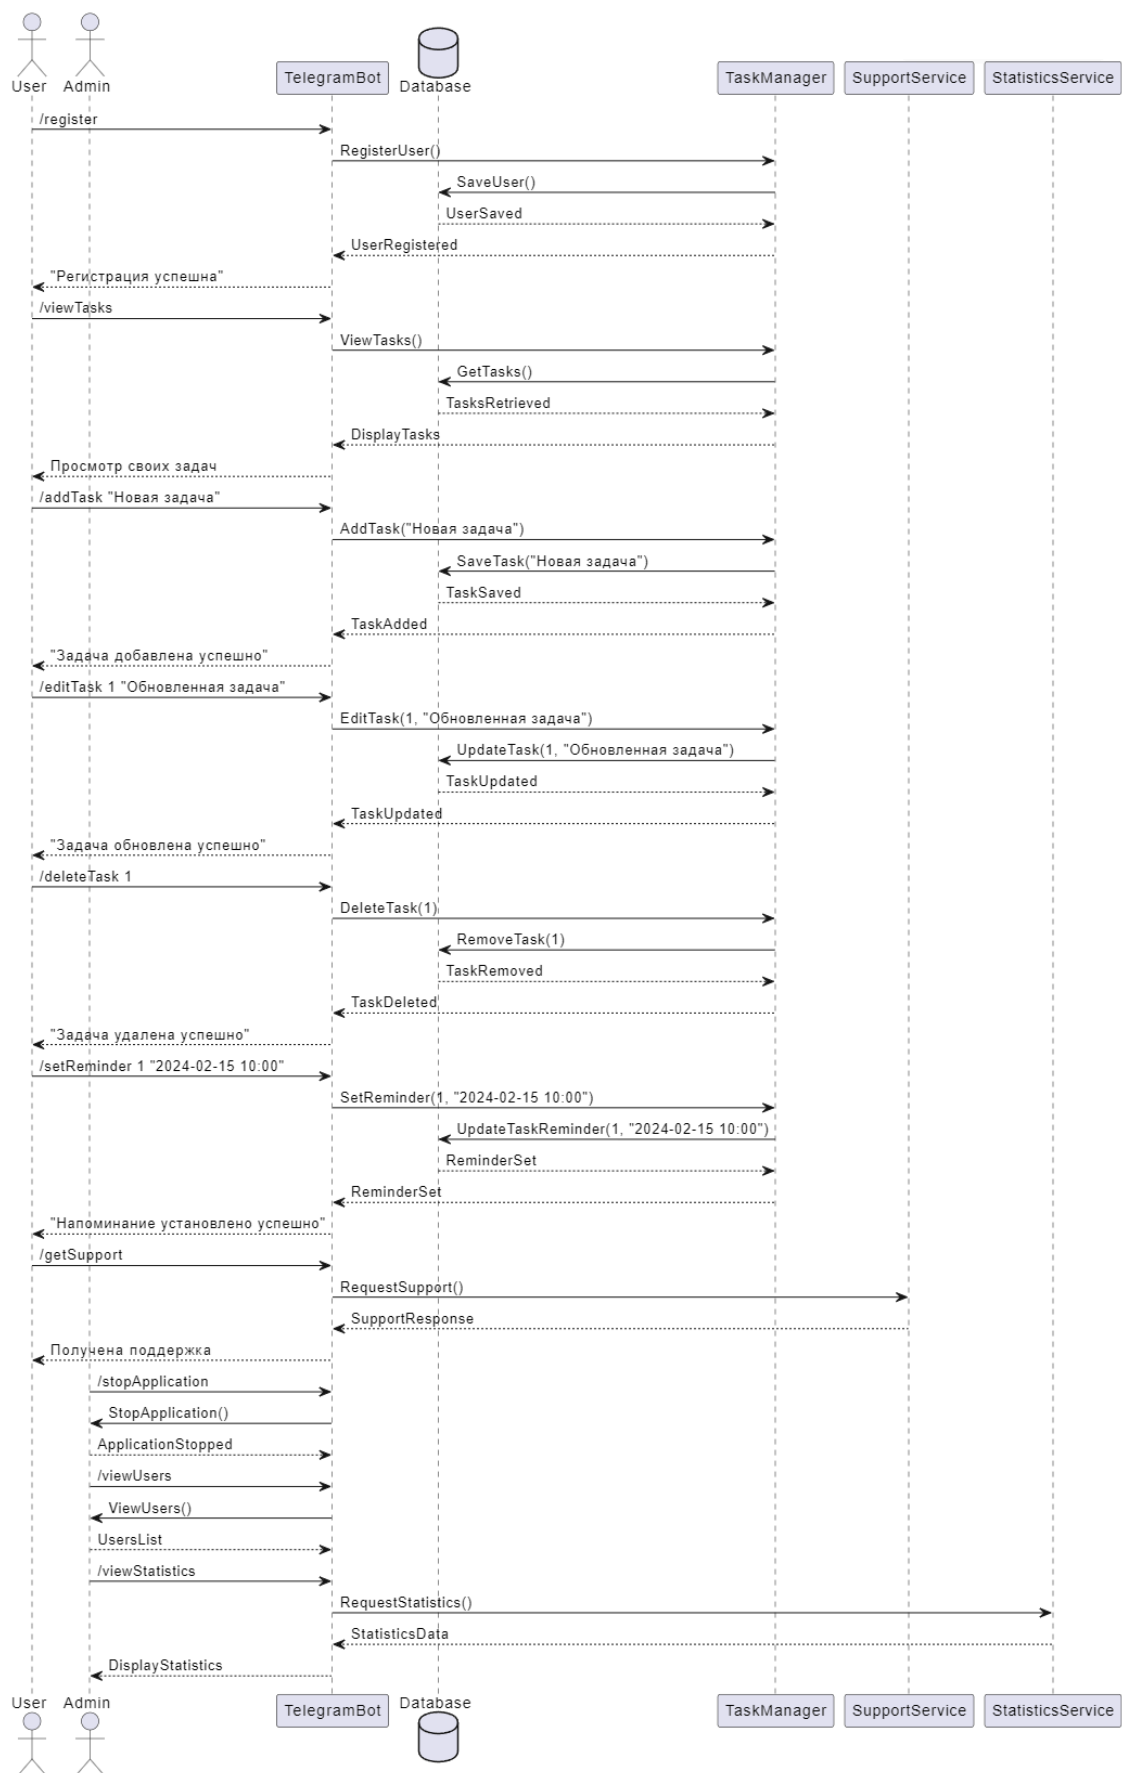 User
Admin
TelegramBot
Database
TaskManager
SupportService
StatisticsService
/register
RegisterUser()
SaveUser()
UserSaved
UserRegistered
"Регистрация успешна"
/viewTasks
ViewTasks()
GetTasks()
TasksRetrieved
DisplayTasks
Просмотр своих задач
/addTask "Новая задача"
AddTask("Новая задача")
SaveTask("Новая задача")
TaskSaved
TaskAdded
"Задача добавлена успешно"
/editTask 1 "Обновленная задача"
EditTask(1, "Обновленная задача")
UpdateTask(1, "Обновленная задача")
TaskUpdated
TaskUpdated
"Задача обновлена успешно"
/deleteTask 1
DeleteTask(1)
RemoveTask(1)
TaskRemoved
TaskDeleted
"Задача удалена успешно"
/setReminder 1 "2024-02-15 10:00"
SetReminder(1, "2024-02-15 10:00")
UpdateTaskReminder(1, "2024-02-15 10:00")
ReminderSet
ReminderSet
"Напоминание установлено успешно"
/getSupport
RequestSupport()
SupportResponse
Получена поддержка
/stopApplication
StopApplication()
ApplicationStopped
/viewUsers
ViewUsers()
UsersList
/viewStatistics
RequestStatistics()
StatisticsData
DisplayStatistics
User
Admin
TelegramBot
Database
TaskManager
SupportService
StatisticsService